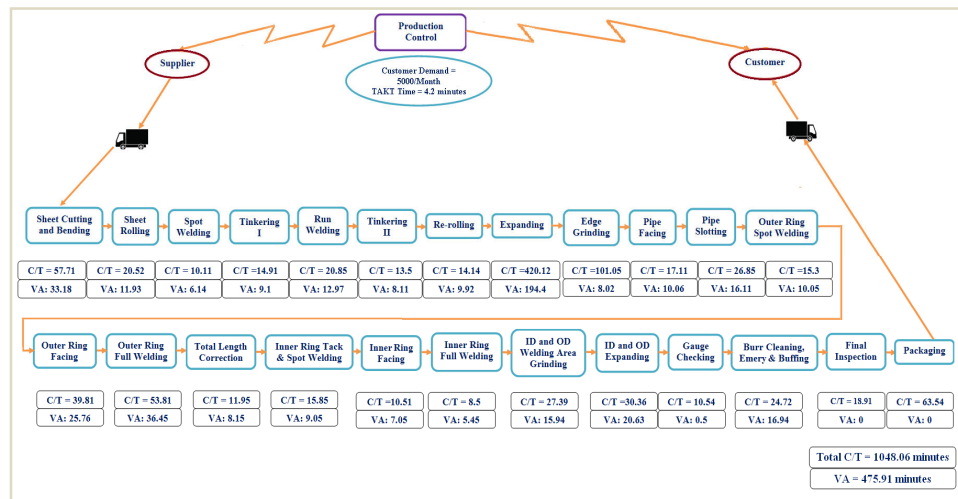 Production
Control
Supplier
Customer
Customer Demand =
5000/Month
TAKT Time = 4.2 minutes
Sheet Cutting
and Bending
Sheet
Rolling
Spot
Welding
Tinkering
I
Run
Welding
Tinkering
II
Re-rolling
Expanding
Edge
Grinding
Pipe
Facing
Pipe
Slotting
Outer Ring
Spot Welding
C/T = 57.71
C/T = 20.52
C/T = 10.11
C/T =14.91
C/T = 20.85
C/T = 13.5
C/T = 14.14
C/T =420.12
C/T =101.05
C/T = 17.11
C/T = 26.85
C/T =15.3
VA: 33.18
VA: 11.93
VA: 6.14
VA: 9.1
VA: 12.97
VA: 8.11
VA: 9.92
VA: 194.4
VA: 8.02
VA: 10.06
VA: 16.11
VA: 10.05
Outer Ring
Facing
Outer Ring
Full Welding
Total Length
Correction
Inner Ring Tack
& Spot Welding
Inner Ring
Facing
Inner Ring
Full Welding
ID and OD
Welding Area
Grinding
ID and OD
Expanding
Gauge
Checking
Burr Cleaning,
Emery & Buffing
Final
Inspection
Packaging
C/T = 39.81
C/T = 53.81
C/T = 11.95
C/T = 15.85
C/T =10.51
C/T = 8.5
C/T = 27.39
C/T =30.36
C/T = 10.54
C/T = 24.72
C/T = 18.91
C/T = 63.54
VA: 25.76
VA: 36.45
VA: 8.15
VA: 9.05
VA: 7.05
VA: 5.45
VA: 15.94
VA: 20.63
VA: 0.5
VA: 16.94
VA: 0
VA: 0
Total C/T = 1048.06 minutes
VA = 475.91 minutes